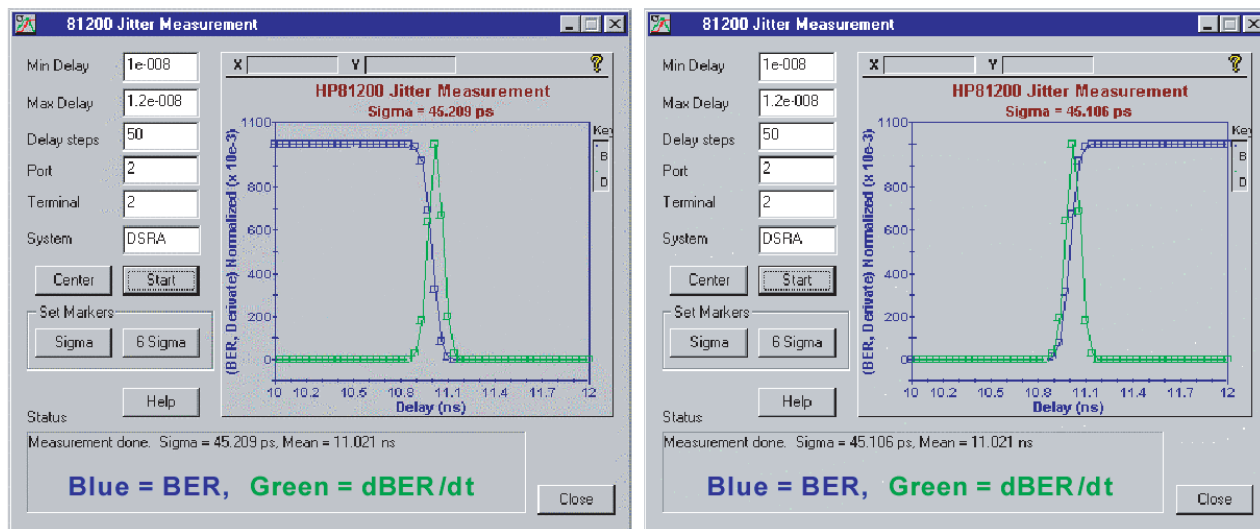 81200 Jitter Measurement
Min Delay 1e-008
Max Delay 1.2e-008
Delay steps 50
Port 2
Terminal 2
System DSRA
Center Start
Set Markers
Sigma 6 Sigma
Help
X Y ?
HP81200 Jitter Measurement
Sigma = 45.209 ps
(BER, Derivate) Normalized (x 10e-3)
1100
800
600
400
200
0
10 10.2 10.5 10.8 11.1 11.4 11.7 12
Delay (ns)
Key
B
D
Status
Measurement done. Sigma = 45.209 ps, Mean = 11.021 ns
Blue = BER, Green = dBER/dt
Close
81200 Jitter Measurement
Min Delay 1e-008
Max Delay 1.2e-008
Delay steps 50
Port 2
Terminal 2
System DSRA
Center Start
Set Markers
Sigma 6 Sigma
Help
X Y ?
HP81200 Jitter Measurement
Sigma = 45.106 ps
(BER, Derivate) Normalized (x 10e-3)
1100
800
600
400
200
0
10 10.2 10.5 10.8 11.1 11.4 11.7 12
Delay (ns)
Key
B
D
Status
Measurement done. Sigma = 45.106 ps, Mean = 11.021 ns
Blue = BER, Green = dBER/dt
Close